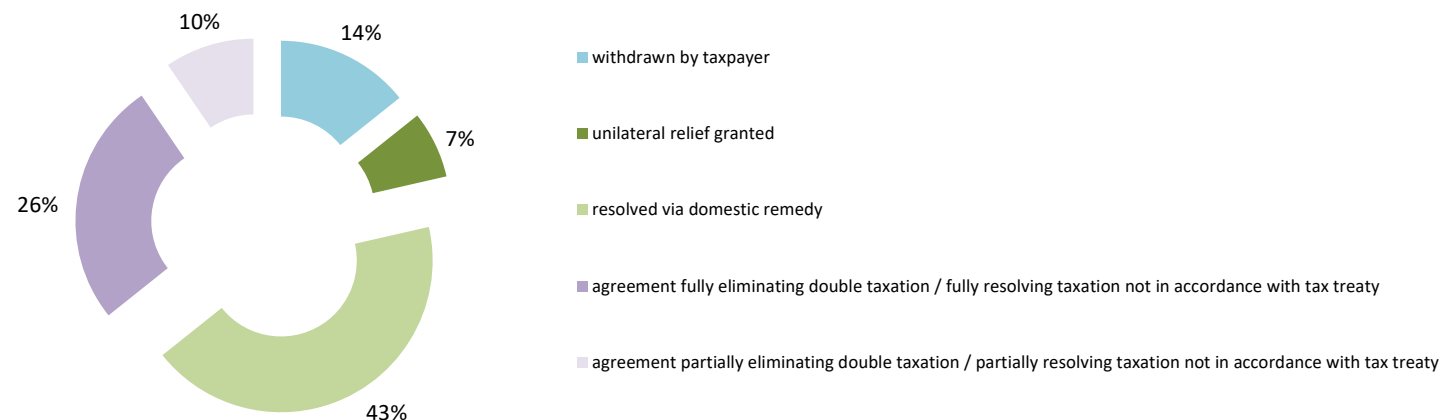 10%
14%
7%
26%
43%
withdrawn by taxpayer
unilateral relief granted
resolved via domestic remedy
agreement fully eliminating double taxation / fully resolving taxation not in accordance with tax treaty
agreement partially eliminating double taxation / partially resolving taxation not in accordance with tax treaty